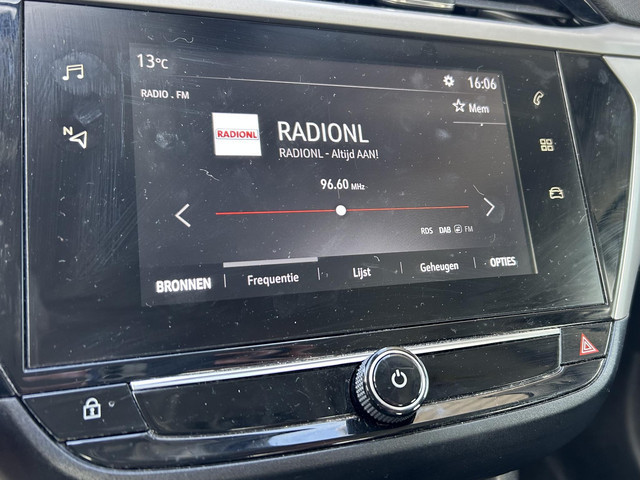 13°C
16:06
RADIO . FM
Mem
RADIONL
RADIONL
RADIONL - Altijd AAN!
N
96.60 MHz
RDS DAB FM
BRONNEN Frequentie Lijst Geheugen OPTIES